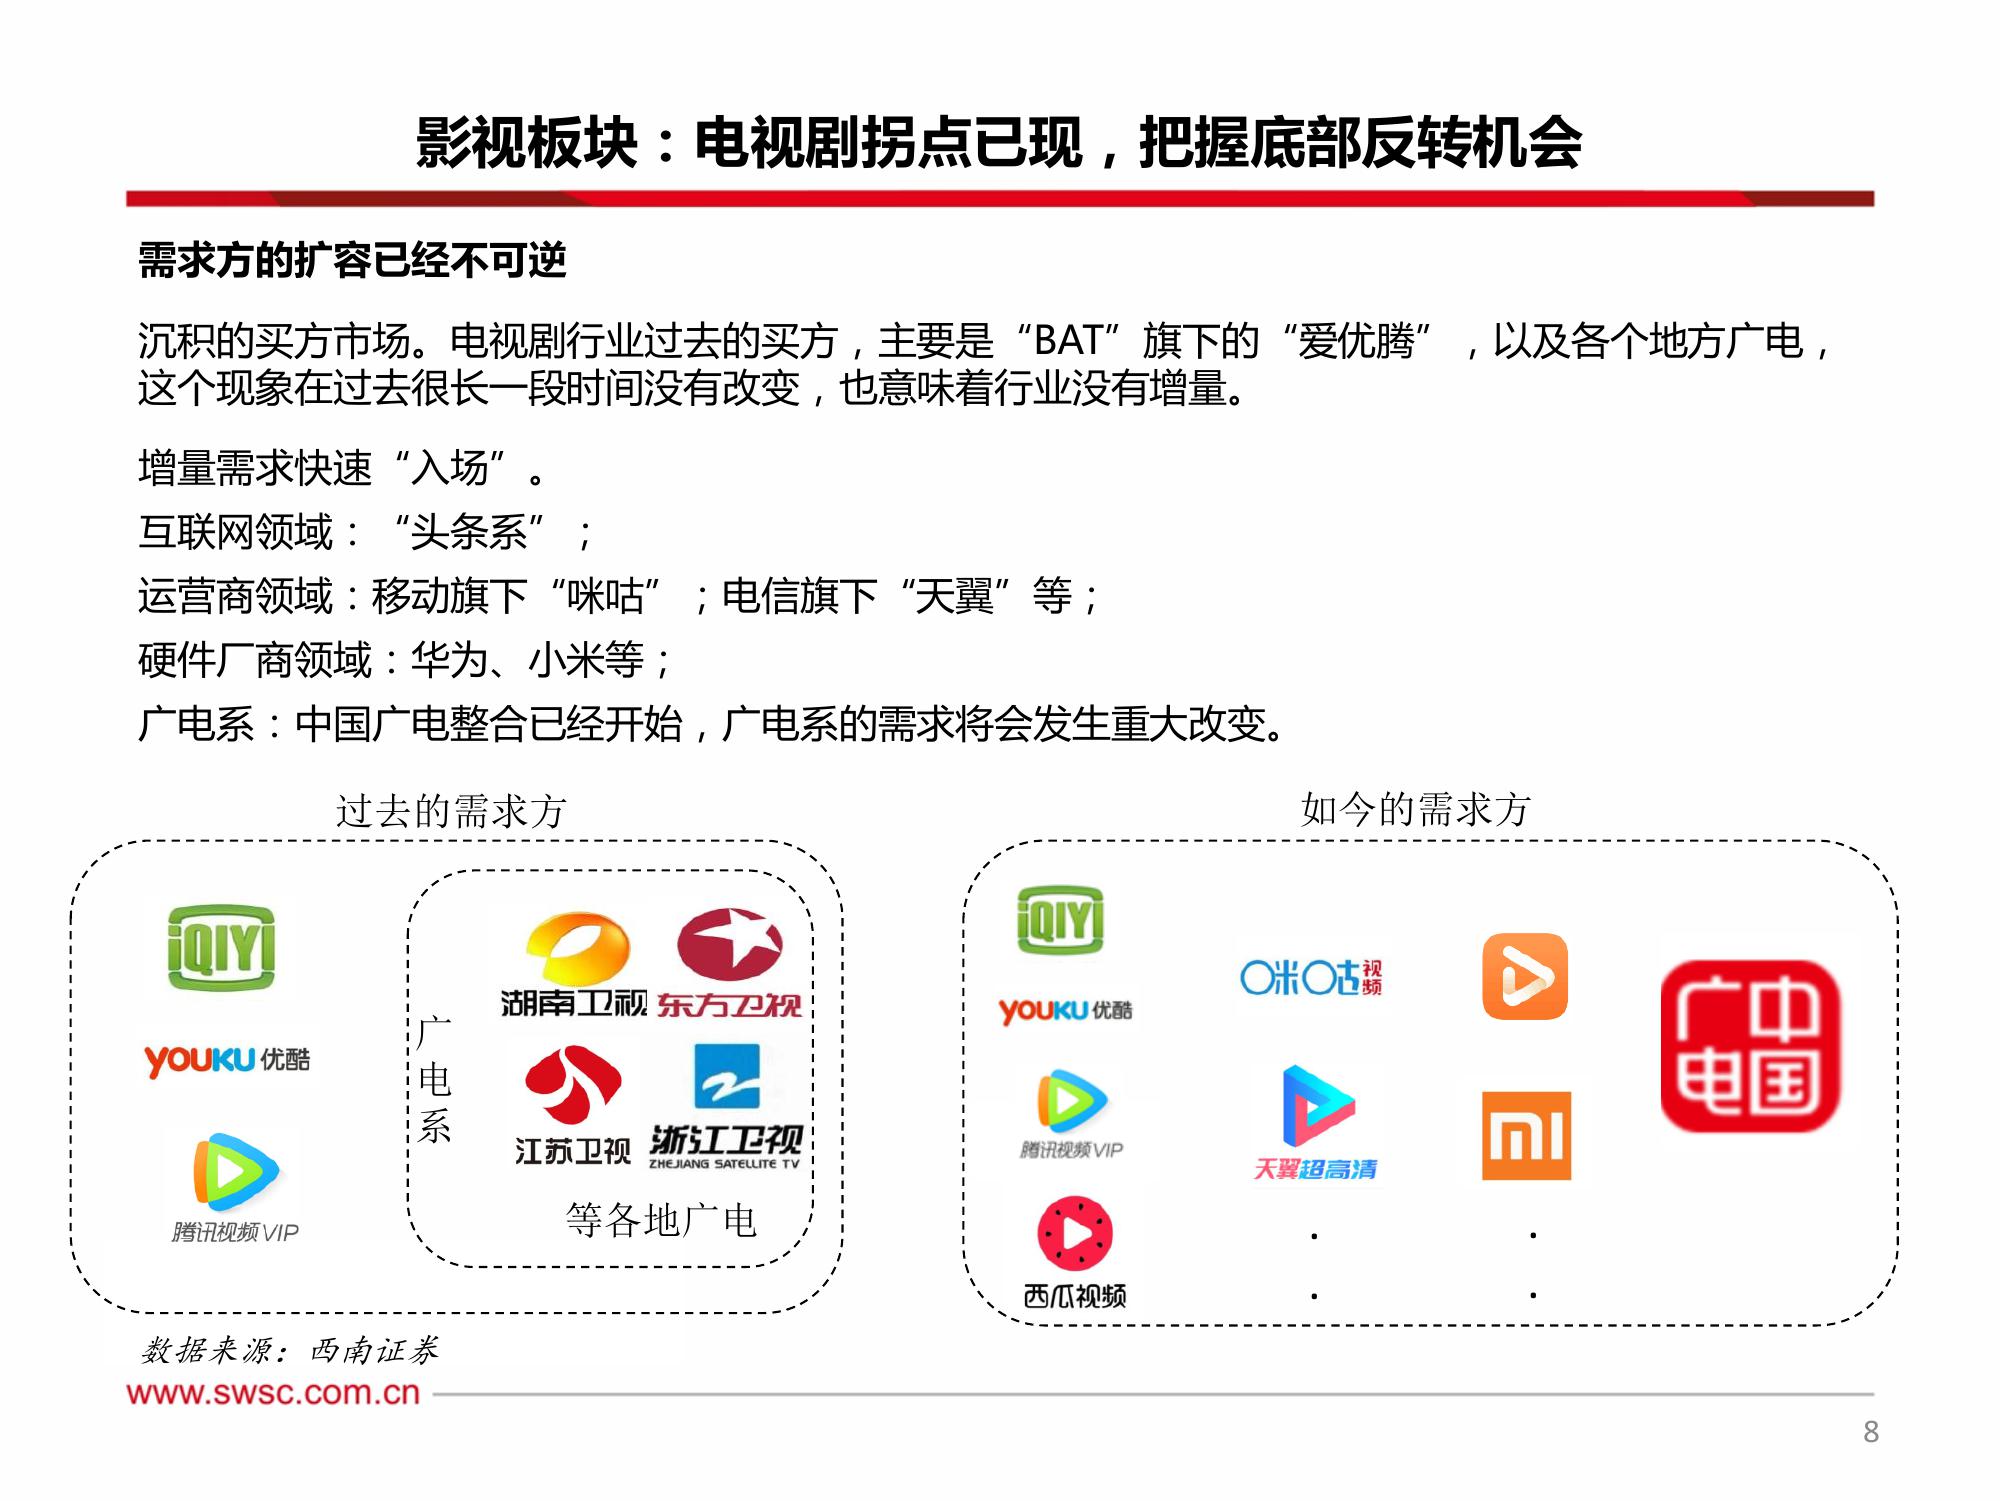 影视板块：电视剧拐点已现，把握底部反转机会
需求方的扩容已经不可逆
沉积的买方市场。电视剧行业过去的买方，主要是“BAT”旗下的“爱优腾”，以及各个地方广电，
这个现象在过去很长一段时间没有改变，也意味着行业没有增量。
增量需求快速“入场”。
互联网领域：“头条系”；
运营商领域：移动旗下“咪咕”；电信旗下“天翼”等；
硬件厂商领域：华为、小米等；
广电系：中国广电整合已经开始，广电系的需求将会发生重大改变。
过去的需求方
iQIYI
YOUKU 优酷
腾讯视频VIP
广电系
湖南卫视
东方卫视
江苏卫视
浙江卫视
ZHEJIANG SATELLITE TV
等各地广电
如今的需求方
iQIYI
YOUKU 优酷
腾讯视频VIP
西瓜视频
咪咕视频
天翼超高清
mi
中国广电
数据来源：西南证券
www.swsc.com.cn
8